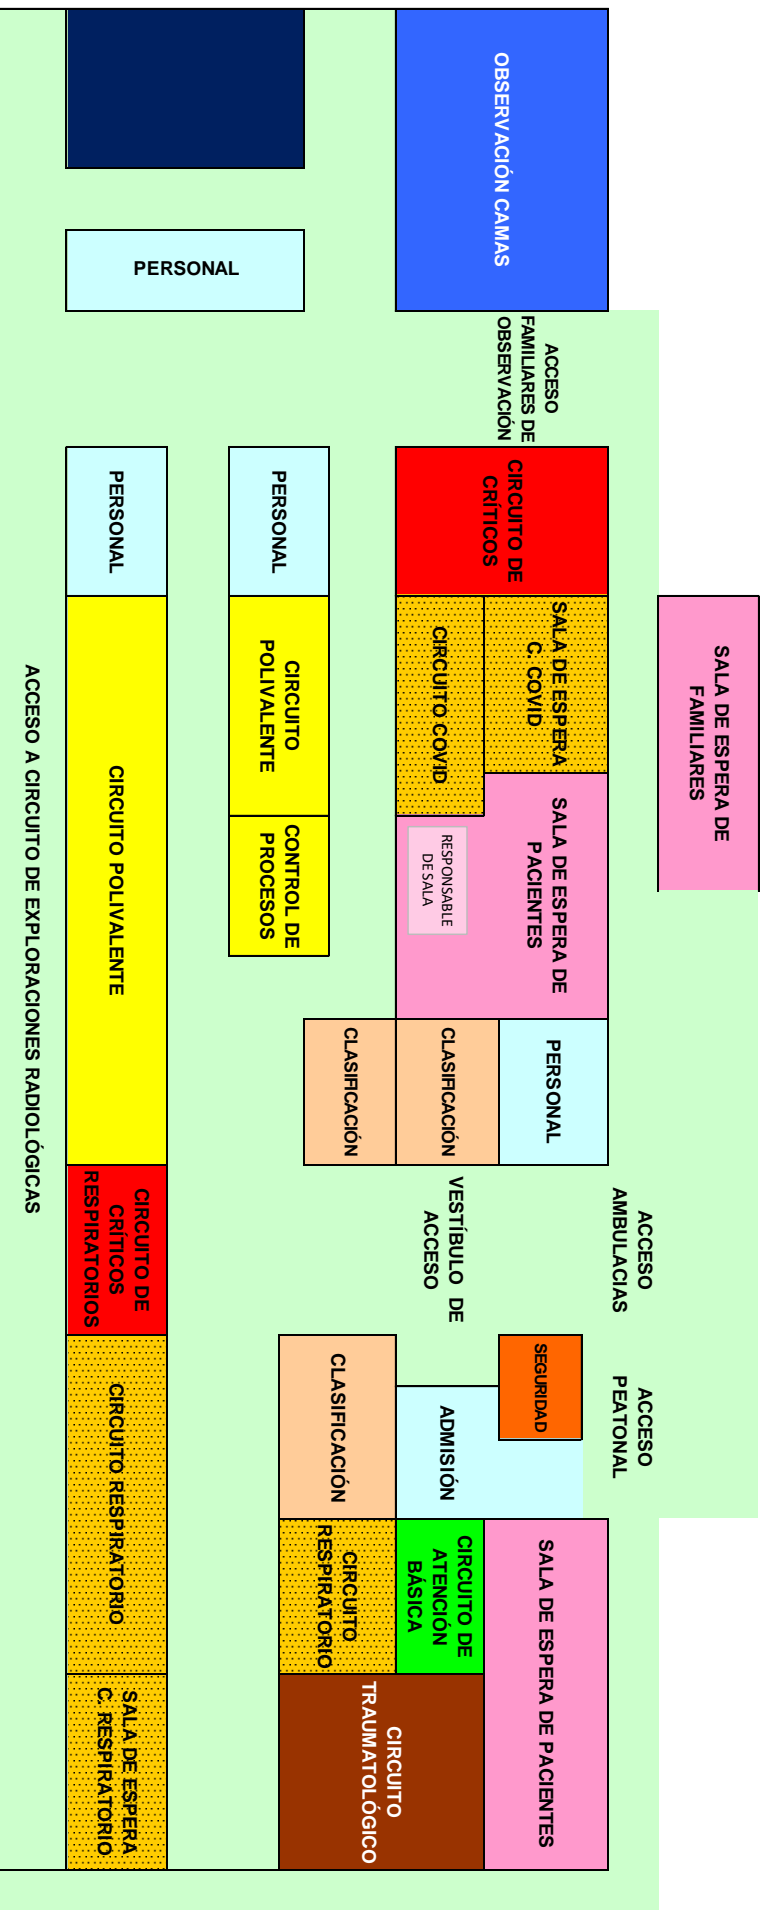 OBSERVACIÓN CAMAS
PERSONAL
ACCESO
FAMILIARES DE
OBSERVACIÓN
PERSONAL
PERSONAL
CIRCUITO DE
CRÍTICOS
SALA DE ESPERA DE
FAMILIARES
SALA DE ESPERA
C. COVID
CIRCUITO COVID
CIRCUITO
POLIVALENTE
CIRCUITO POLIVALENTE
ACCESO A CIRCUITO DE EXPLORACIONES RADIOLÓGICAS
SALA DE ESPERA DE
PACIENTES
RESPONSABLE
DE SALA
CONTROL DE
PROCESOS
PERSONAL
CLASIFICACIÓN
CLASIFICACIÓN
ACCESO
AMBULACIAS
VESTÍBULO DE
ACCESO
CIRCUITO DE
CRÍTICOS
RESPIRATORIOS
ACCESO
PEATONAL
SEGURIDAD
ADMISIÓN
CLASIFICACIÓN
CIRCUITO RESPIRATORIO
SALA DE ESPERA DE PACIENTES
CIRCUITO DE
ATENCIÓN
BÁSICA
CIRCUITO
RESPIRATORIO
CIRCUITO
TRAUMATOLÓGICO
SALA DE ESPERA
C. RESPIRATORIO